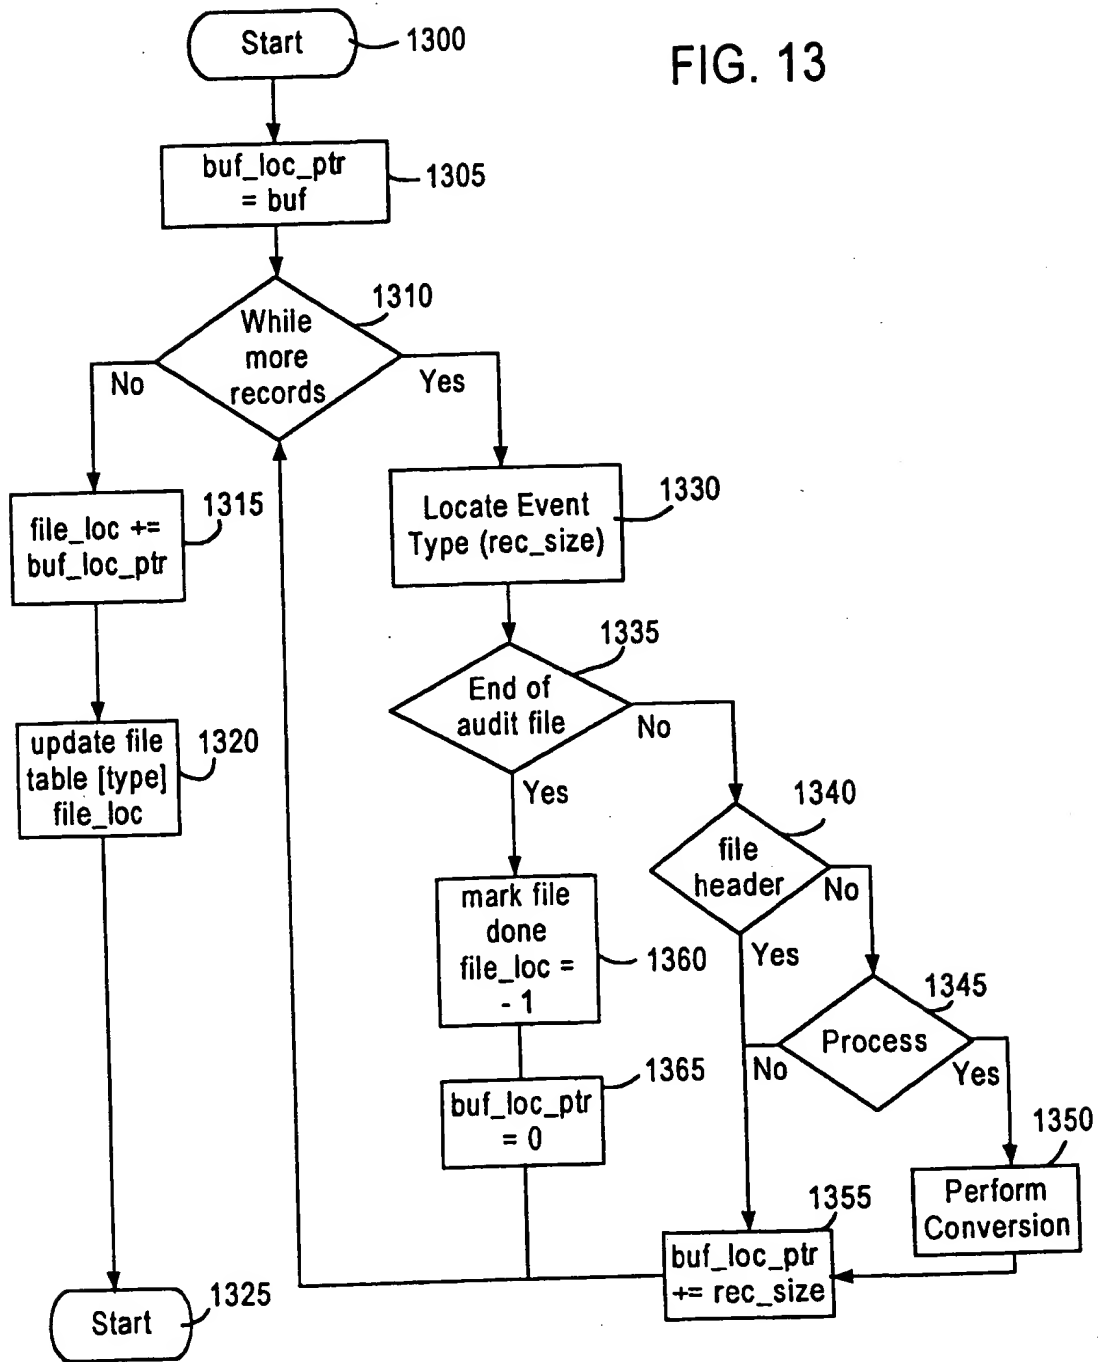 Start
1300
FIG. 13
buf_loc_ptr
= buf
1305
While
more
records
1310
No
Yes
file_loc +=
buf_loc_ptr
1315
Locate Event
Type (rec_size)
1330
End of
audit file
1335
No
Yes
update file
table [type]
file_loc
1320
file
header
1340
No
Yes
mark file
done
file_loc =
- 1
1360
Process
1345
No
Yes
buf_loc_ptr
= 0
1365
Perform
Conversion
1350
buf_loc_ptr
+= rec_size
1355
Start
1325